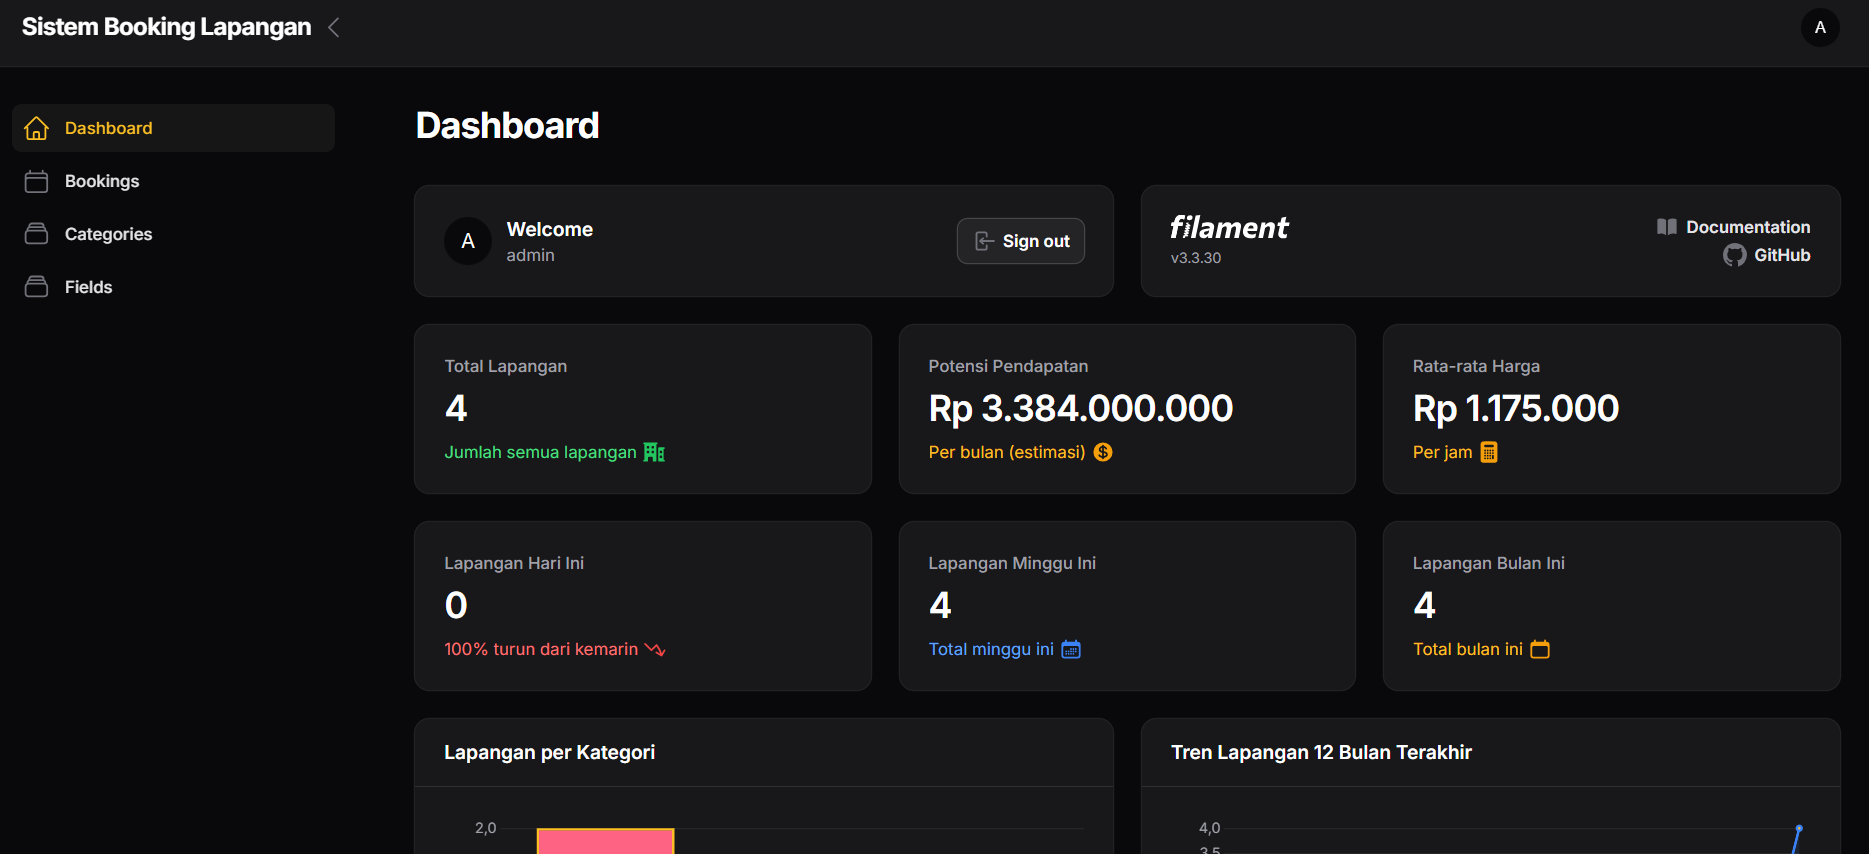 Sistem Booking Lapangan
A
Dashboard
Bookings
Categories
Fields
Dashboard
A
Welcome
admin
Sign out
filament
v3.3.30
Documentation
GitHub
Total Lapangan
4
Jumlah semua lapangan
Potensi Pendapatan
Rp 3.384.000.000
Per bulan (estimasi)
Rata-rata Harga
Rp 1.175.000
Per jam
Lapangan Hari Ini
0
100% turun dari kemarin
Lapangan Minggu Ini
4
Total minggu ini
Lapangan Bulan Ini
4
Total bulan ini
Lapangan per Kategori
2,0
Tren Lapangan 12 Bulan Terakhir
4,0
3,5